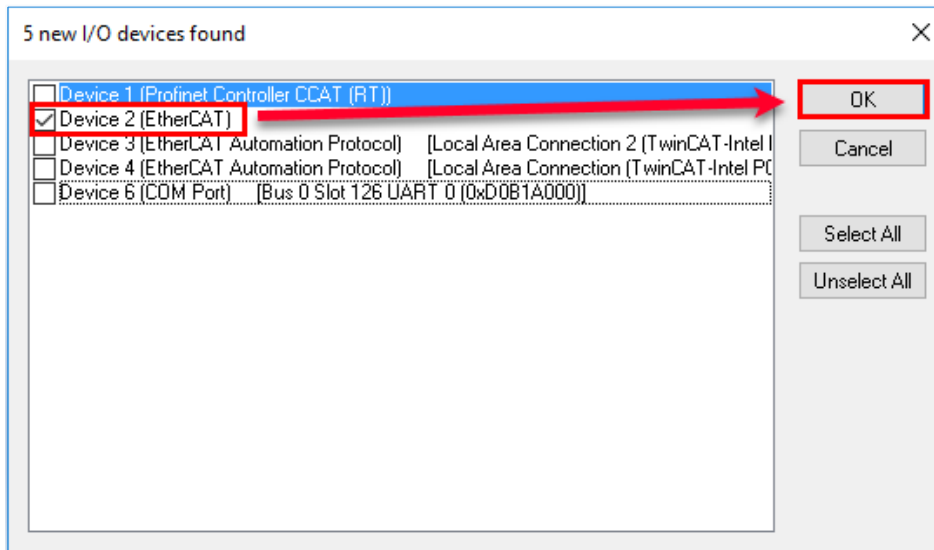 5 new I/O devices found
Device 1 (Profinet Controller CCAT (RT))
Device 2 (EtherCAT)
Device 3 (EtherCAT Automation Protocol) [Local Area Connection 2 (TwinCAT-Intel
Device 4 (EtherCAT Automation Protocol) [Local Area Connection (TwinCAT-Intel
Device 6 (COM Port) [Bus 0 Slot 126 UART 0 (0xD0B1A000)]
OK
Cancel
Select All
Unselect All